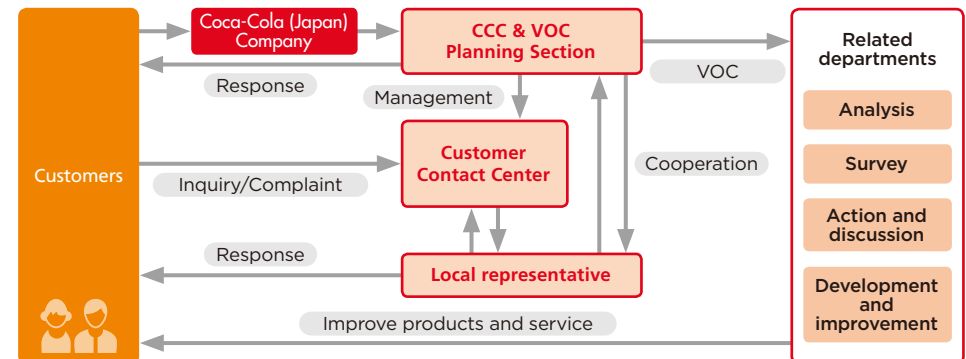 Coca-Cola (Japan)
Company
CCC & VOC
Planning Section
Related
departments
VOC
Response
Management
Analysis
Customer
Contact Center
Survey
Cooperation
Customers
Inquiry/Complaint
Action and
discussion
Response
Local representative
Development
and
improvement
Improve products and service